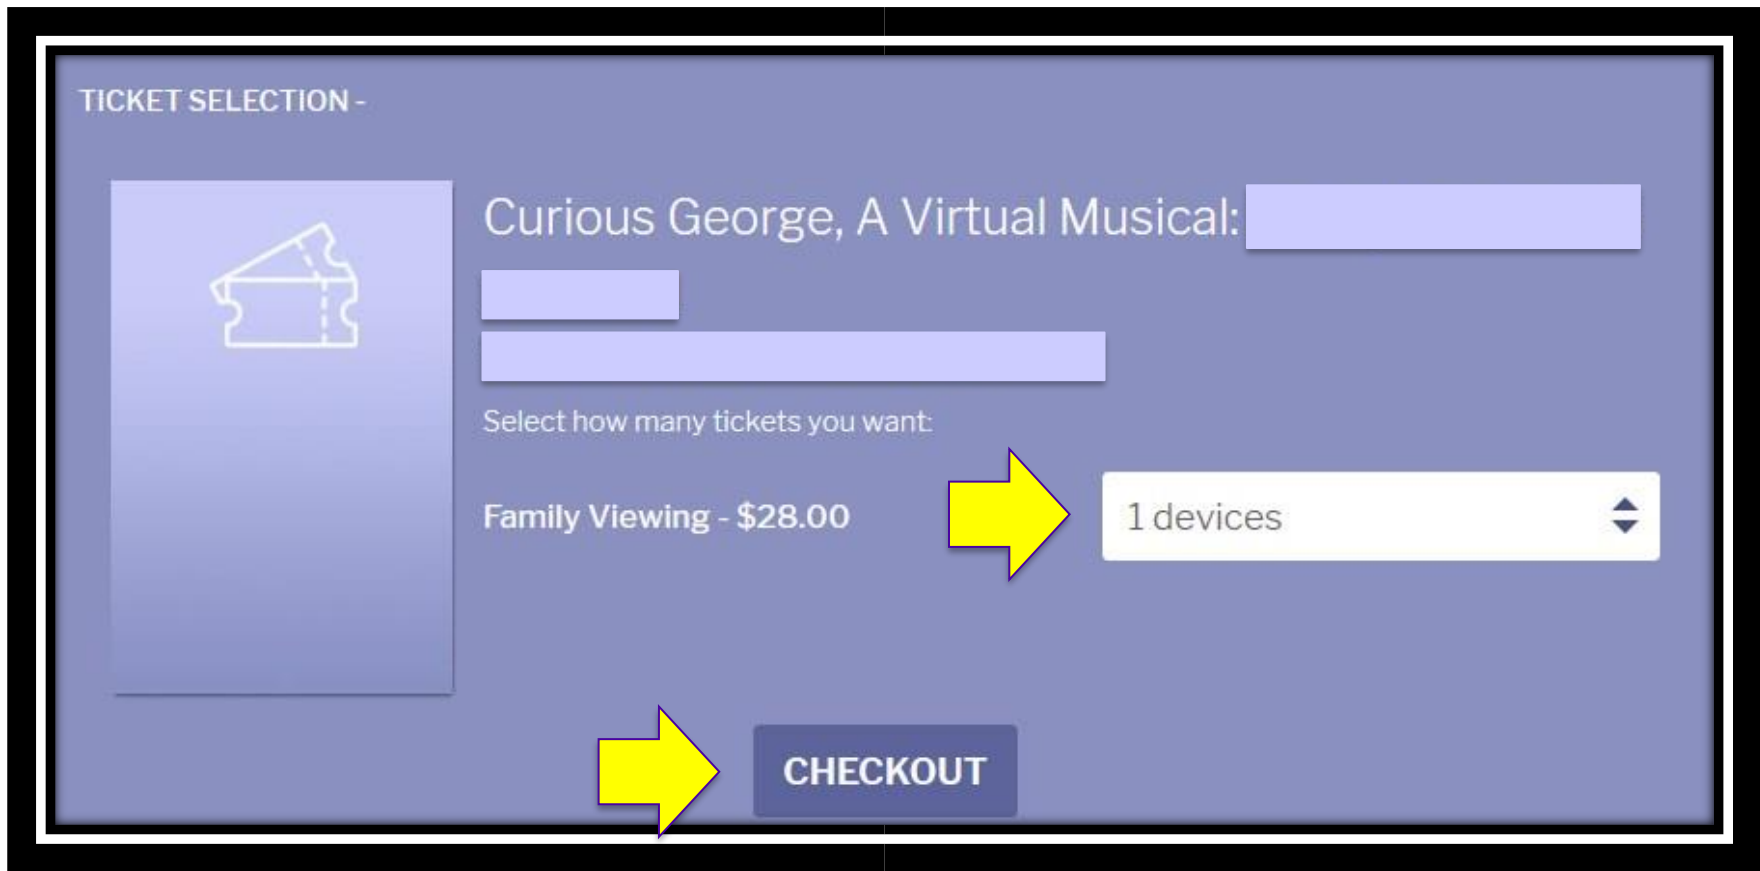 TICKET SELECTION -
Curious George, A Virtual Musical:
Select how many tickets you want:
Family Viewing - $28.00
1 devices
CHECKOUT